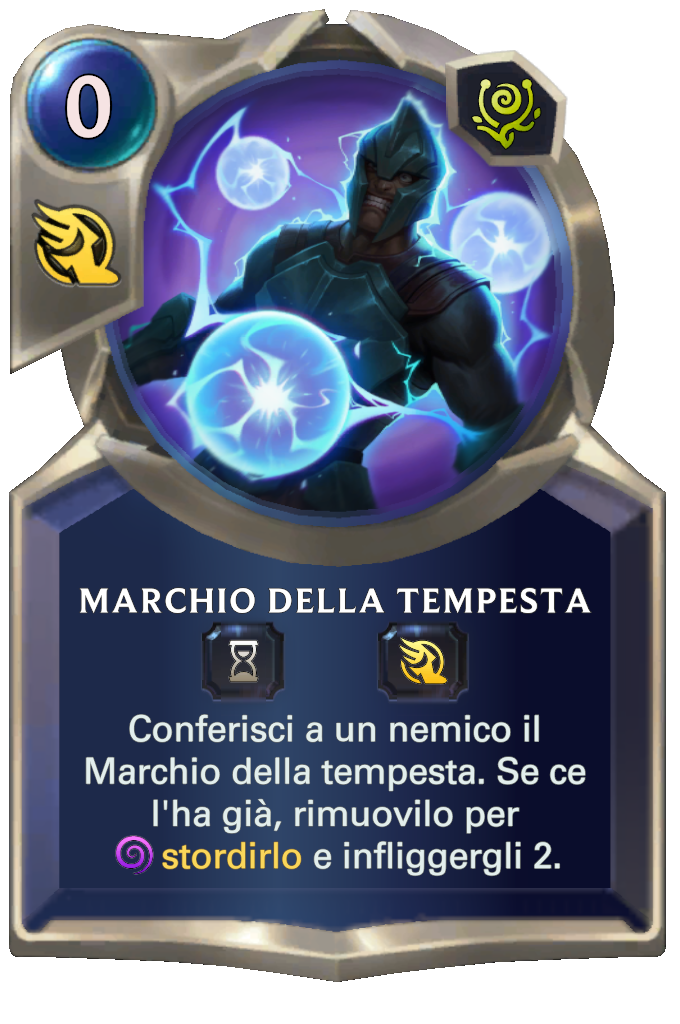 0
MARCHIO DELLA TEMPESTA
Conferisci a un nemico il
Marchio della tempesta. Se ce
l'ha già, rimuovilo per
stordirlo e infliggergli 2.